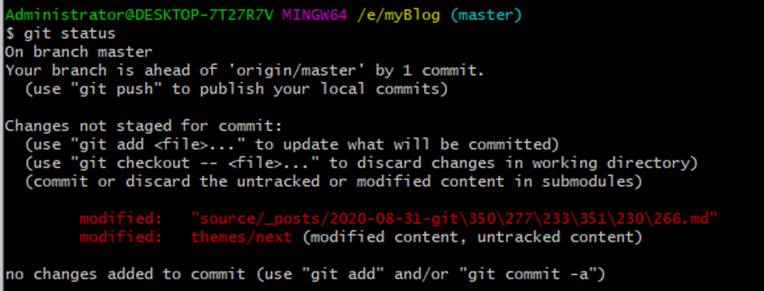 Administrator@DESKTOP-7T27R7V MINGW64 /e/myBlog (master)
$ git status
On branch master
Your branch is ahead of 'origin/master' by 1 commit.
(use "git push" to publish your local commits)
Changes not staged for commit:
(use "git add <file>..." to update what will be committed)
(use "git checkout -- <file>..." to discard changes in working directory)
(commit or discard the untracked or modified content in submodules)
modified: "source/_posts/2020-08-31-git\350\277\233\351\230\266.md"
modified: themes/next (modified content, untracked content)
no changes added to commit (use "git add" and/or "git commit -a")